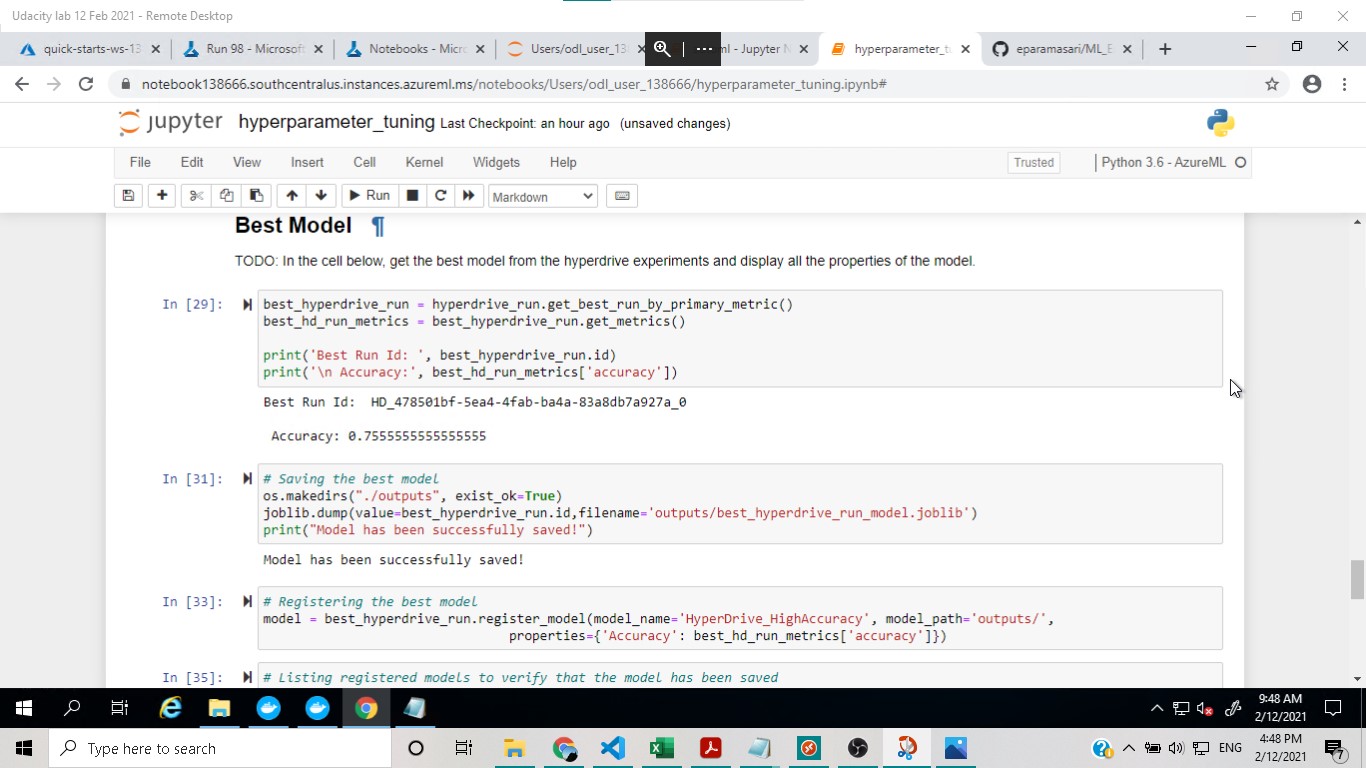 Udacity lab 12 Feb 2021 - Remote Desktop
quick-starts-ws-13
Run 98 - Microsoft
Notebooks - Micro
Users/odl_user_13
ml - Jupyter N
hyperparameter_tu
eparamasari/ML_E
notebook138666.southcentralus.instances.azureml.ms/notebooks/Users/odl_user_138666/hyperparameter_tuning.ipynb#
jupyter hyperparameter_tuning Last Checkpoint: an hour ago (unsaved changes)
File Edit View Insert Cell Kernel Widgets Help Trusted Python 3.6 - AzureML
Run Markdown
Best Model ¶
TODO: In the cell below, get the best model from the hyperdrive experiments and display all the properties of the model.
In [29]: best_hyperdrive_run = hyperdrive_run.get_best_run_by_primary_metric()
best_hd_run_metrics = best_hyperdrive_run.get_metrics()
print('Best Run Id: ', best_hyperdrive_run.id)
print('\n Accuracy:', best_hd_run_metrics['accuracy'])
Best Run Id:  HD_478501bf-5ea4-4fab-ba4a-83a8db7a927a_0
Accuracy: 0.7555555555555555
In [31]: # Saving the best model
os.makedirs("./outputs", exist_ok=True)
joblib.dump(value=best_hyperdrive_run.id,filename='outputs/best_hyperdrive_run_model.joblib')
print("Model has been successfully saved!")
Model has been successfully saved!
In [33]: # Registering the best model
model = best_hyperdrive_run.register_model(model_name='HyperDrive_HighAccuracy', model_path='outputs/',
properties={'Accuracy': best_hd_run_metrics['accuracy']})
In [35]: # Listing registered models to verify that the model has been saved
9:48 AM
2/12/2021
Type here to search
ENG
4:48 PM
2/12/2021
7